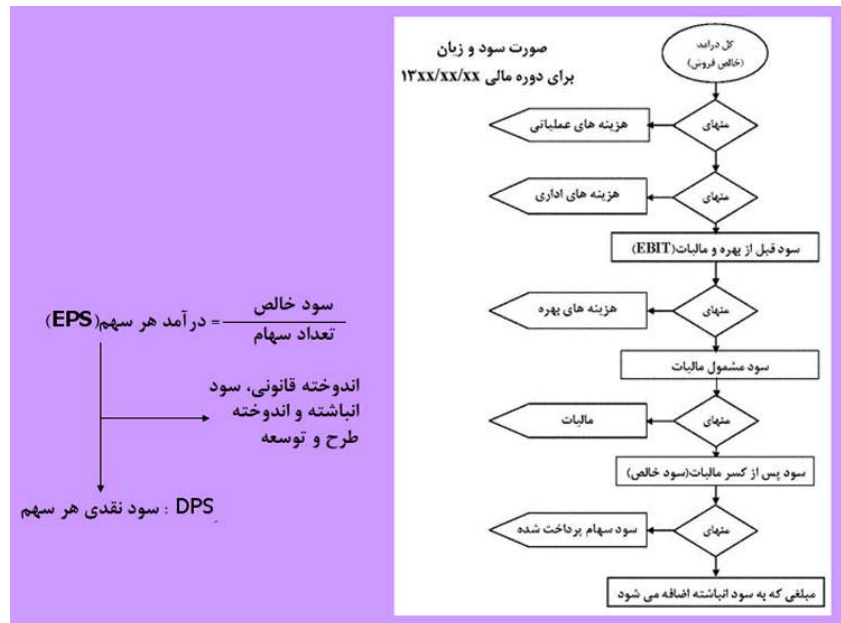 صورت سود و زیان
برای دوره مالی ۱۳xx/xx/xx
کل درامد
(خالص فروش)
منهای
هزینه های عملیاتی
منهای
هزینه های اداری
سود قبل از بهره و مالیات(EBIT)
منهای
هزینه های بهره
سود مشمول مالیات
منهای
مالیات
سود پس از کسر مالیات(سود خالص)
منهای
سود سهام پرداخت شده
منهای
مبلغی که به سود انباشته اضافه می شود
درآمد هر سهم(EPS) = سود خالص
تعداد سهام
اندوخته قانونی، سود
انباشته و اندوخته
طرح و توسعه
DPS : سود نقدی هر سهم